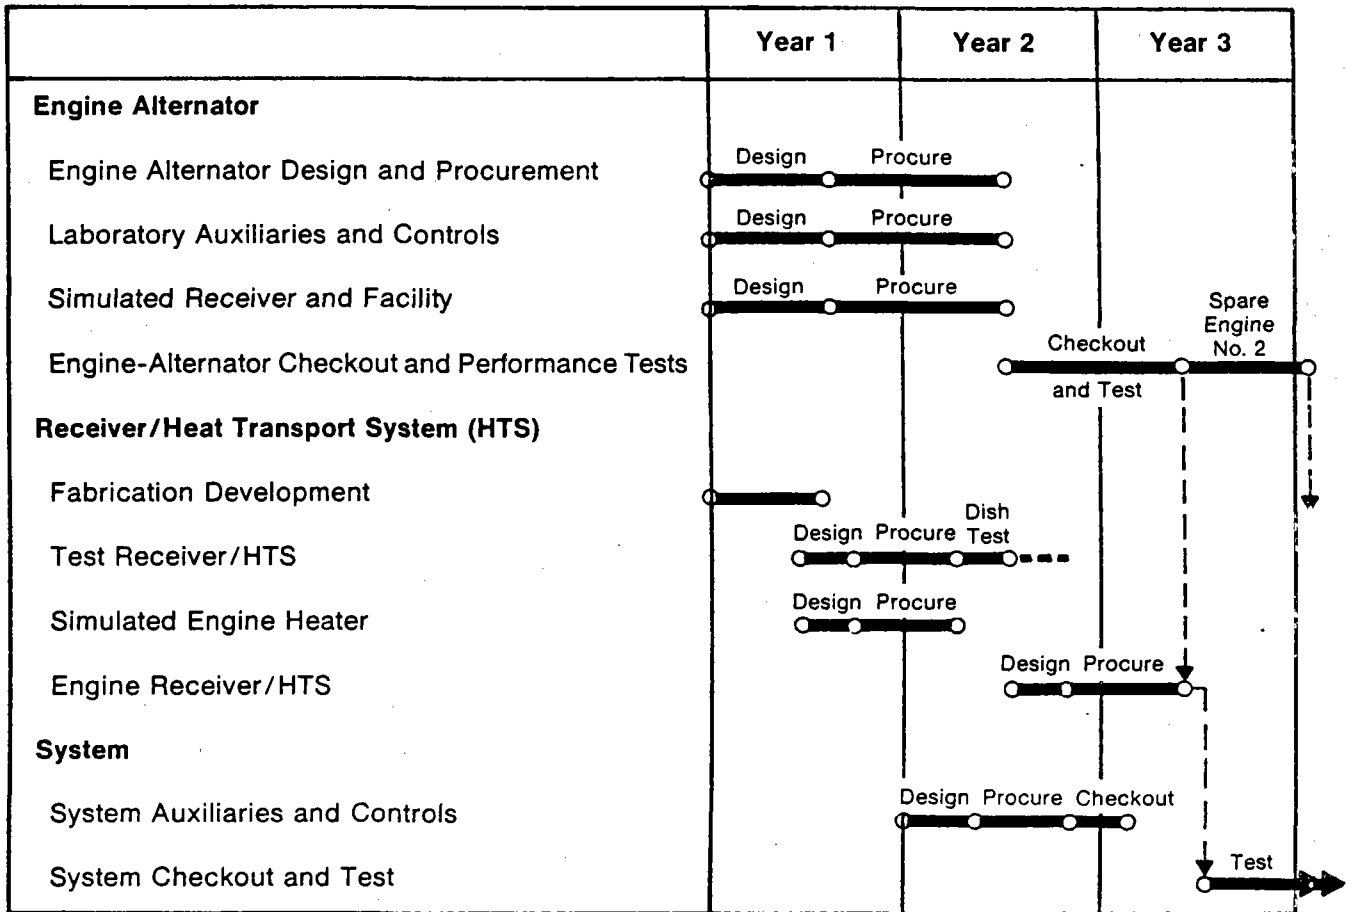 Year 1 Year 2 Year 3
Engine Alternator
Design Procure
Engine Alternator Design and Procurement
Design Procure
Laboratory Auxiliaries and Controls
Design Procure
Simulated Receiver and Facility
Spare
Engine
No. 2
Checkout
Engine-Alternator Checkout and Performance Tests
and Test
Receiver/Heat Transport System (HTS)
Fabrication Development
Dish
Design Procure Test
Test Receiver/HTS
Design Procure
Simulated Engine Heater
Design Procure
Engine Receiver/HTS
System
Design Procure Checkout
System Auxiliaries and Controls
Test
System Checkout and Test